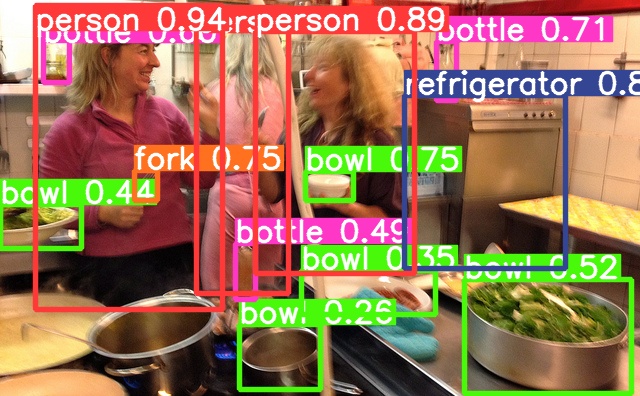 person 0.94
person 0.89
bottle 0.71
refrigerator 0.8
fork 0.75
bowl 0.75
bowl 0.44
bottle 0.49
bowl 0.35
bowl 0.52
bowl 0.26